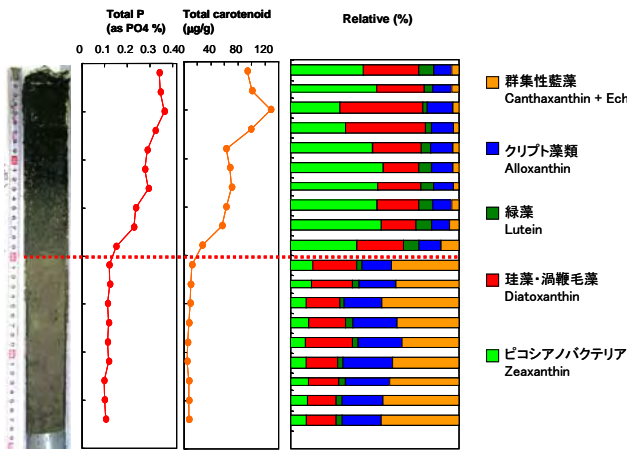 Total P
(as PO4 %)
0 0.1 0.2 0.3 0.4
Total carotenoid
(μg/g)
40 80 120
Relative (%)
群集性藍藻
Canthaxanthin + Ech
クリプト藻類
Alloxanthin
緑藻
Lutein
珪藻・渦鞭毛藻
Diatoxanthin
ピコシアノバクテリア
Zeaxanthin